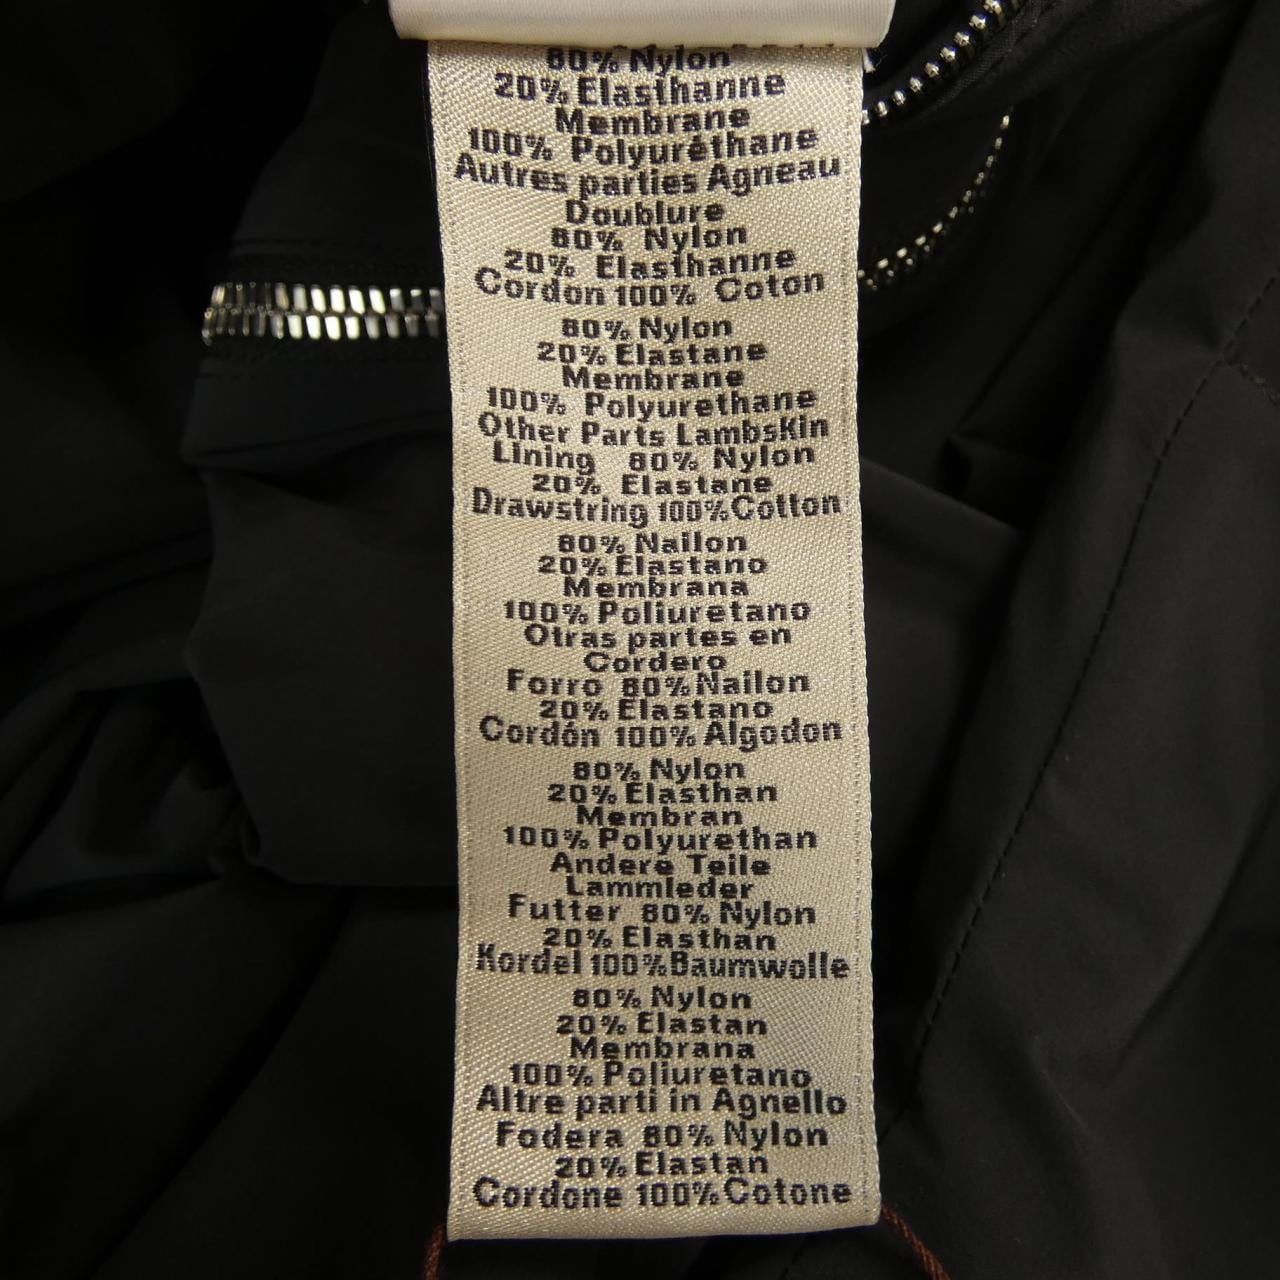 80% Nylon
20% Elasthanne
Membrane
100% Polyuréthane
Autres parties Agneau
Doublure
80% Nylon
20% Elasthanne
Cordon 100% Coton
80% Nylon
20% Elastane
Membrane
100% Polyurethane
Other Parts Lambskin
Lining 80% Nylon
20% Elastane
Drawstring 100% Cotton
80% Nailon
20% Elastano
Membrana
100% Poliuretano
Otras partes en
Cordero
Forro 80% Nailon
20% Elastano
Cordón 100% Algodon
80% Nylon
20% Elasthan
Membran
100% Polyurethan
Andere Teile
Lammleder
Futter 80% Nylon
20% Elasthan
Kordel 100% Baumwolle
80% Nylon
20% Elastan
Membrana
100% Poliuretano
Altre parti in Agnello
Fodera 80% Nylon
20% Elastan
Cordone 100% Cotone